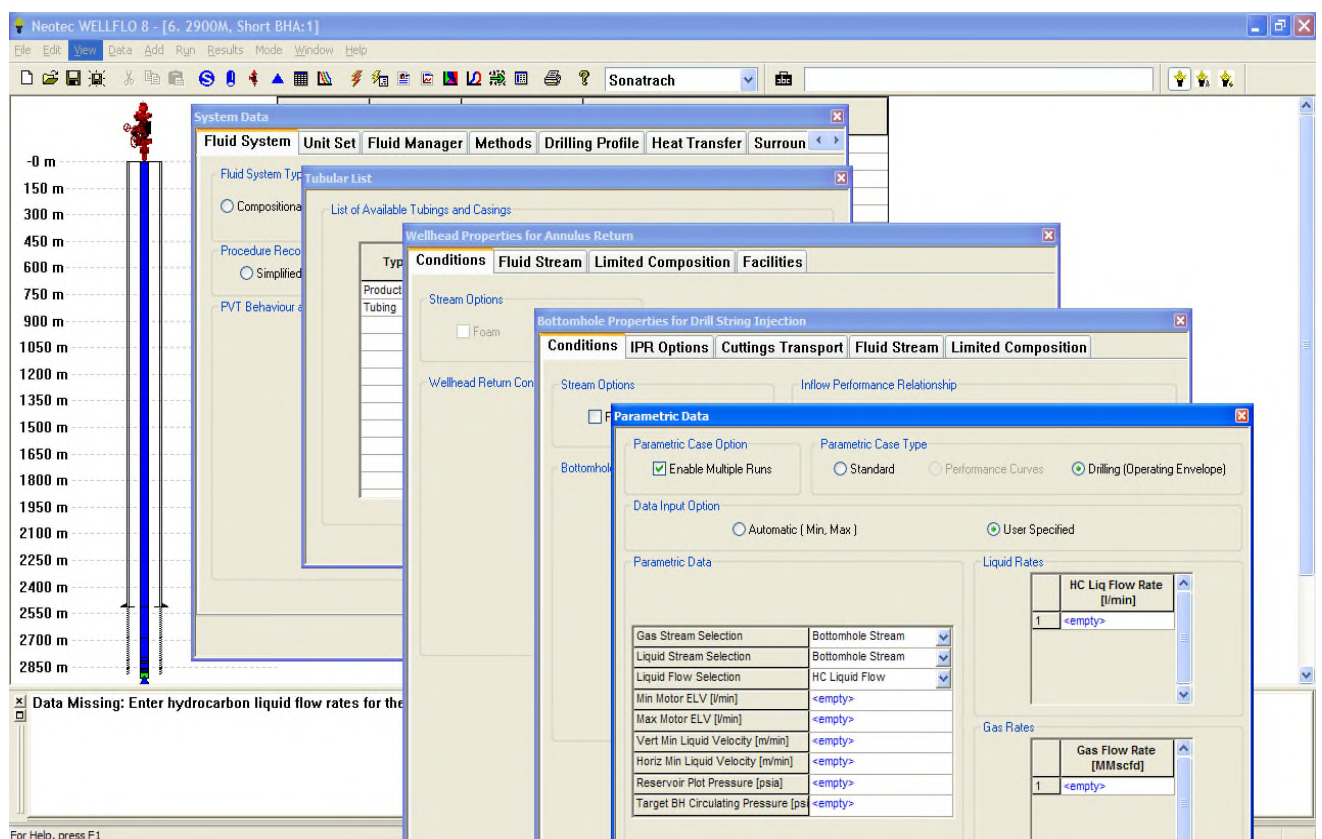 Neotec WELLFLO 8 - [6. 2900M, Short BHA:1]
File Edit View Data Add Run Results Mode Window Help
Sonatrach
System Data
Fluid System Unit Set Fluid Manager Methods Drilling Profile Heat Transfer Surroun
Fluid System Typ
Compositiona
Procedure Reco
Simplified
PVT Behaviour a
Tubular List
List of Available Tubings and Casings
Typ
Product
Tubing
Wellhead Properties for Annulus Return
Conditions Fluid Stream Limited Composition Facilities
Stream Options
Foam
Wellhead Return Con
Bottomhole Properties for Drill String Injection
Conditions IPR Options Cuttings Transport Fluid Stream Limited Composition
Stream Options
Inflow Performance Relationship
F
Bottomhol
Parametric Data
Parametric Case Option
Enable Multiple Runs
Parametric Case Type
Standard Performance Curves Drilling (Operating Envelope)
Data Input Option
Automatic ( Min, Max ) User Specified
Parametric Data
Gas Stream Selection Bottomhole Stream
Liquid Stream Selection Bottomhole Stream
Liquid Flow Selection HC Liquid Flow
Min Motor ELV [l/min] <empty>
Max Motor ELV [l/min] <empty>
Vert Min Liquid Velocity [m/min] <empty>
Horiz Min Liquid Velocity [m/min] <empty>
Reservoir Plot Pressure [psia] <empty>
Target BH Circulating Pressure [psi <empty>
Liquid Rates
HC Liq Flow Rate
[l/min]
1 <empty>
Gas Rates
Gas Flow Rate
[MMscfd]
1 <empty>
-0 m
150 m
300 m
450 m
600 m
750 m
900 m
1050 m
1200 m
1350 m
1500 m
1650 m
1800 m
1950 m
2100 m
2250 m
2400 m
2550 m
2700 m
2850 m
Data Missing: Enter hydrocarbon liquid flow rates for the
For Help, press F1